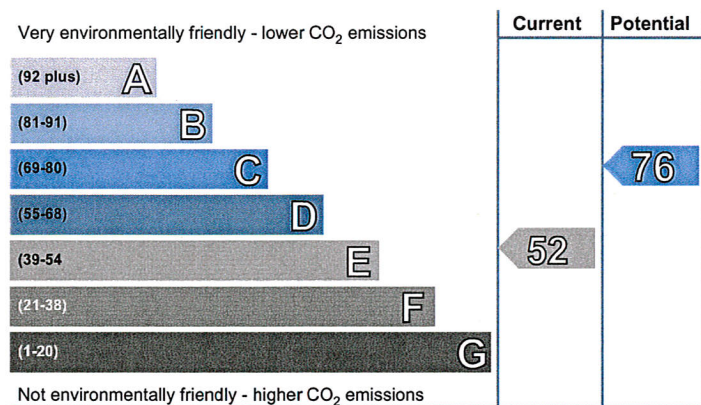 Current Potential
Very environmentally friendly - lower CO₂ emissions
(92 plus) A
(81-91) B
(69-80) C
76
(55-68) D
(39-54 E
52
(21-38) F
(1-20) G
Not environmentally friendly - higher CO₂ emissions